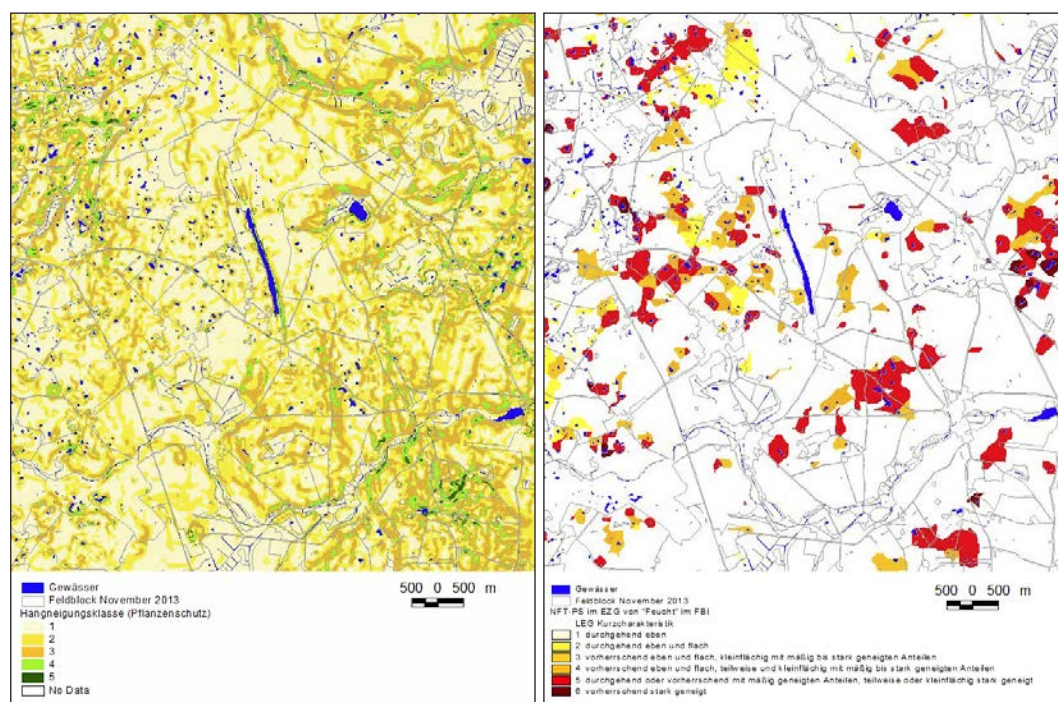 Gewässer
Feldblock November 2013
Hangneigungsklasse (Pflanzenschutz)
1
2
3
4
5
No Data
500 0 500 m
Gewässer
Feldblock November 2013
NFT-PS im EZG von "Feucht" im FBI
LEG Kurzcharakteristik
1 durchgehend eben
2 durchgehend eben und flach
3 vorherrschend eben und flach, kleinflächig mit mäßig bis stark geneigten Anteilen
4 vorherrschend eben und flach, teilweise und kleinflächig mit mäßig bis stark geneigten Anteilen
5 durchgehend oder vorherrschend mit mäßig geneigten Anteilen, teilweise oder kleinflächig stark geneigt
6 vorherrschend stark geneigt
500 0 500 m